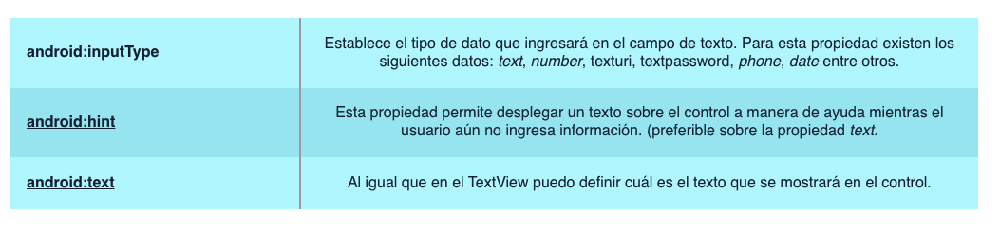 android:inputType
Establece el tipo de dato que ingresará en el campo de texto. Para esta propiedad existen los
siguientes datos: text, number, texturi, textpassword, phone, date entre otros.
android:hint
Esta propiedad permite desplegar un texto sobre el control a manera de ayuda mientras el
usuario aún no ingresa información. (preferible sobre la propiedad text.
android:text
Al igual que en el TextView puedo definir cuál es el texto que se mostrará en el control.